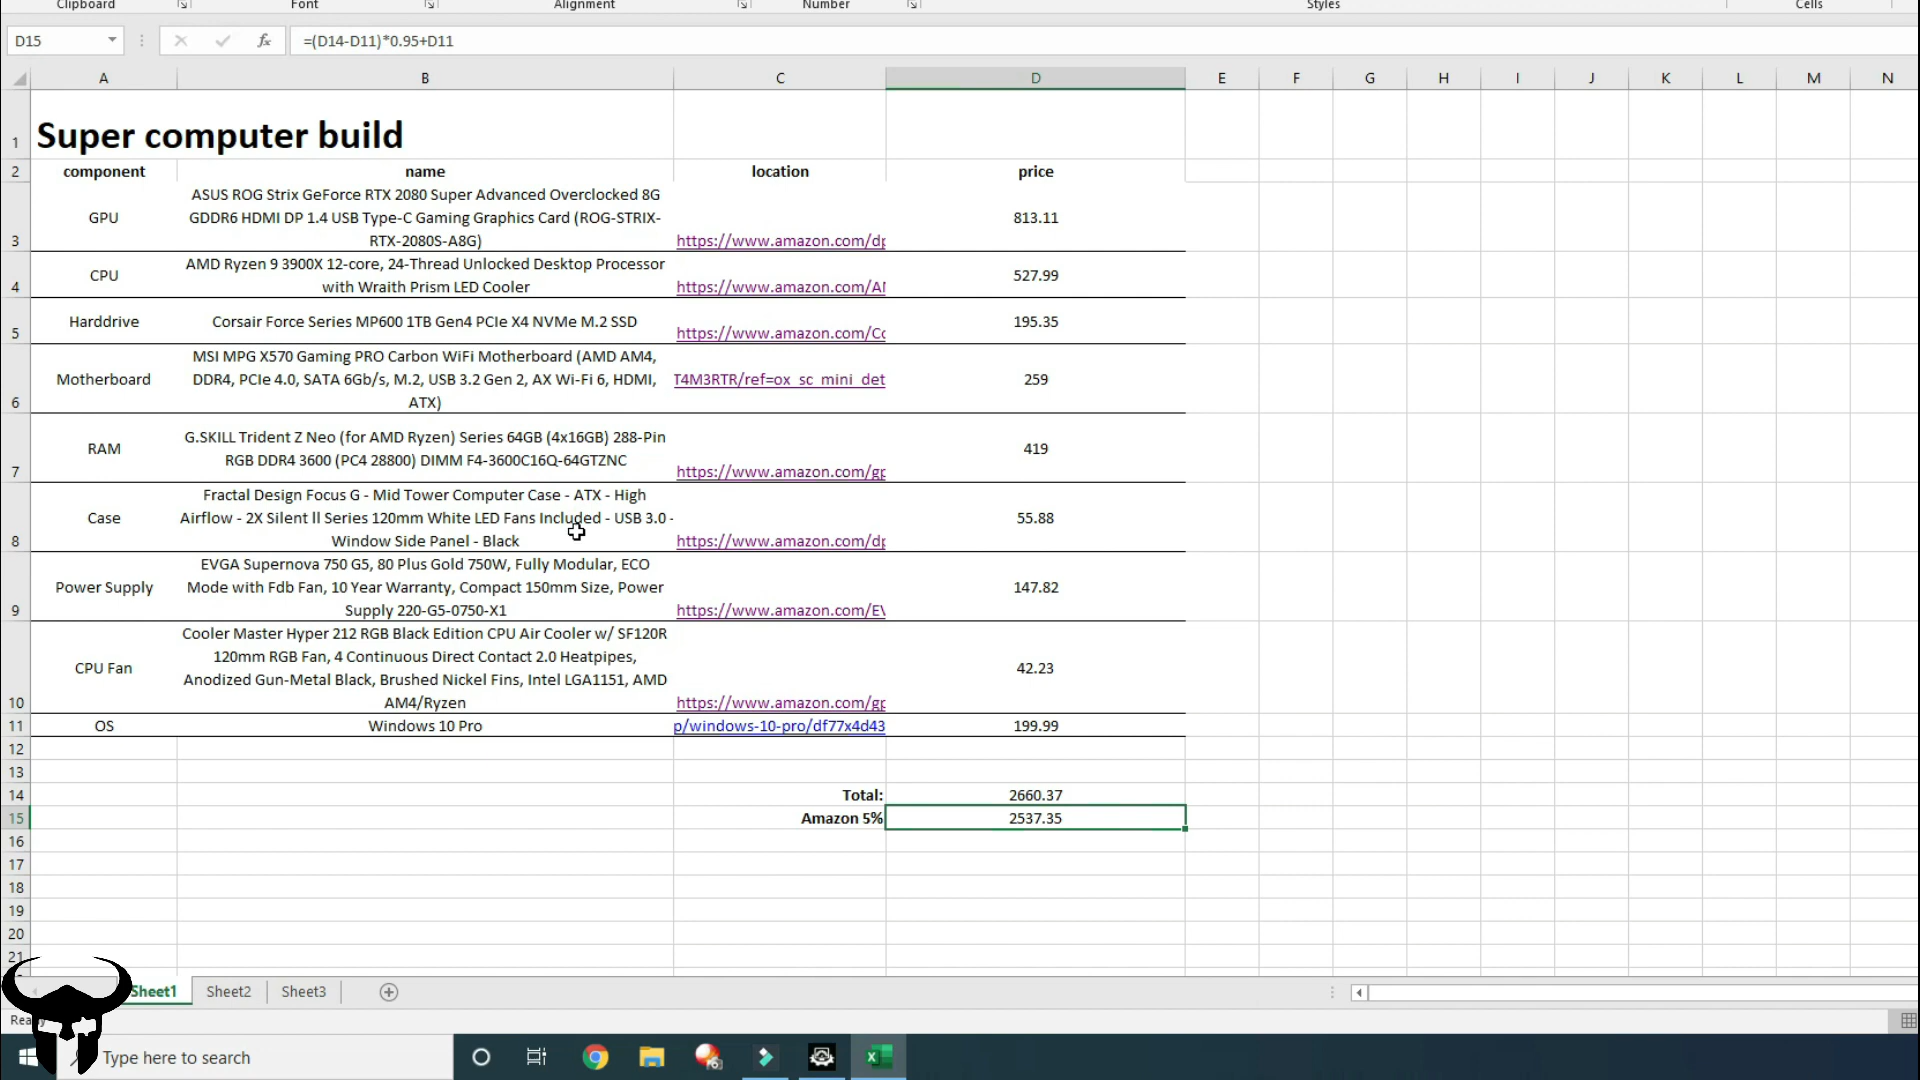 Clipboard Font Alignment Number Styles Cells
D15 fx =(D14-D11)*0.95+D11
A B C D E F G H I J K L M N
1 Super computer build
2 component name location price
ASUS ROG Strix GeForce RTX 2080 Super Advanced Overclocked 8G
GPU GDDR6 HDMI DP 1.4 USB Type-C Gaming Graphics Card (ROG-STRIX- 813.11
3 RTX-2080S-A8G) https://www.amazon.com/dp
AMD Ryzen 9 3900X 12-core, 24-Thread Unlocked Desktop Processor
CPU 527.99
4 with Wraith Prism LED Cooler https://www.amazon.com/AM
Harddrive Corsair Force Series MP600 1TB Gen4 PCIe X4 NVMe M.2 SSD 195.35
5 https://www.amazon.com/Co
MSI MPG X570 Gaming PRO Carbon WiFi Motherboard (AMD AM4,
Motherboard DDR4, PCIe 4.0, SATA 6Gb/s, M.2, USB 3.2 Gen 2, AX Wi-Fi 6, HDMI, T4M3RTR/ref=ox_sc_mini_det 259
6 ATX)
G.SKILL Trident Z Neo (for AMD Ryzen) Series 64GB (4x16GB) 288-Pin
RAM 419
RGB DDR4 3600 (PC4 28800) DIMM F4-3600C16Q-64GTZNC
7 https://www.amazon.com/gp
Fractal Design Focus G - Mid Tower Computer Case - ATX - High
Case Airflow - 2X Silent ll Series 120mm White LED Fans Included - USB 3.0 - 55.88
8 Window Side Panel - Black https://www.amazon.com/dp
EVGA Supernova 750 G5, 80 Plus Gold 750W, Fully Modular, ECO
Power Supply Mode with Fdb Fan, 10 Year Warranty, Compact 150mm Size, Power 147.82
9 Supply 220-G5-0750-X1 https://www.amazon.com/EV
Cooler Master Hyper 212 RGB Black Edition CPU Air Cooler w/ SF120R
120mm RGB Fan, 4 Continuous Direct Contact 2.0 Heatpipes,
CPU Fan 42.23
Anodized Gun-Metal Black, Brushed Nickel Fins, Intel LGA1151, AMD
10 AM4/Ryzen https://www.amazon.com/gp
11 OS Windows 10 Pro p/windows-10-pro/df77x4d43 199.99
12
13
14 Total: 2660.37
15 Amazon 5% 2537.35
16
17
18
19
20
21
Sheet1 Sheet2 Sheet3
Type here to search